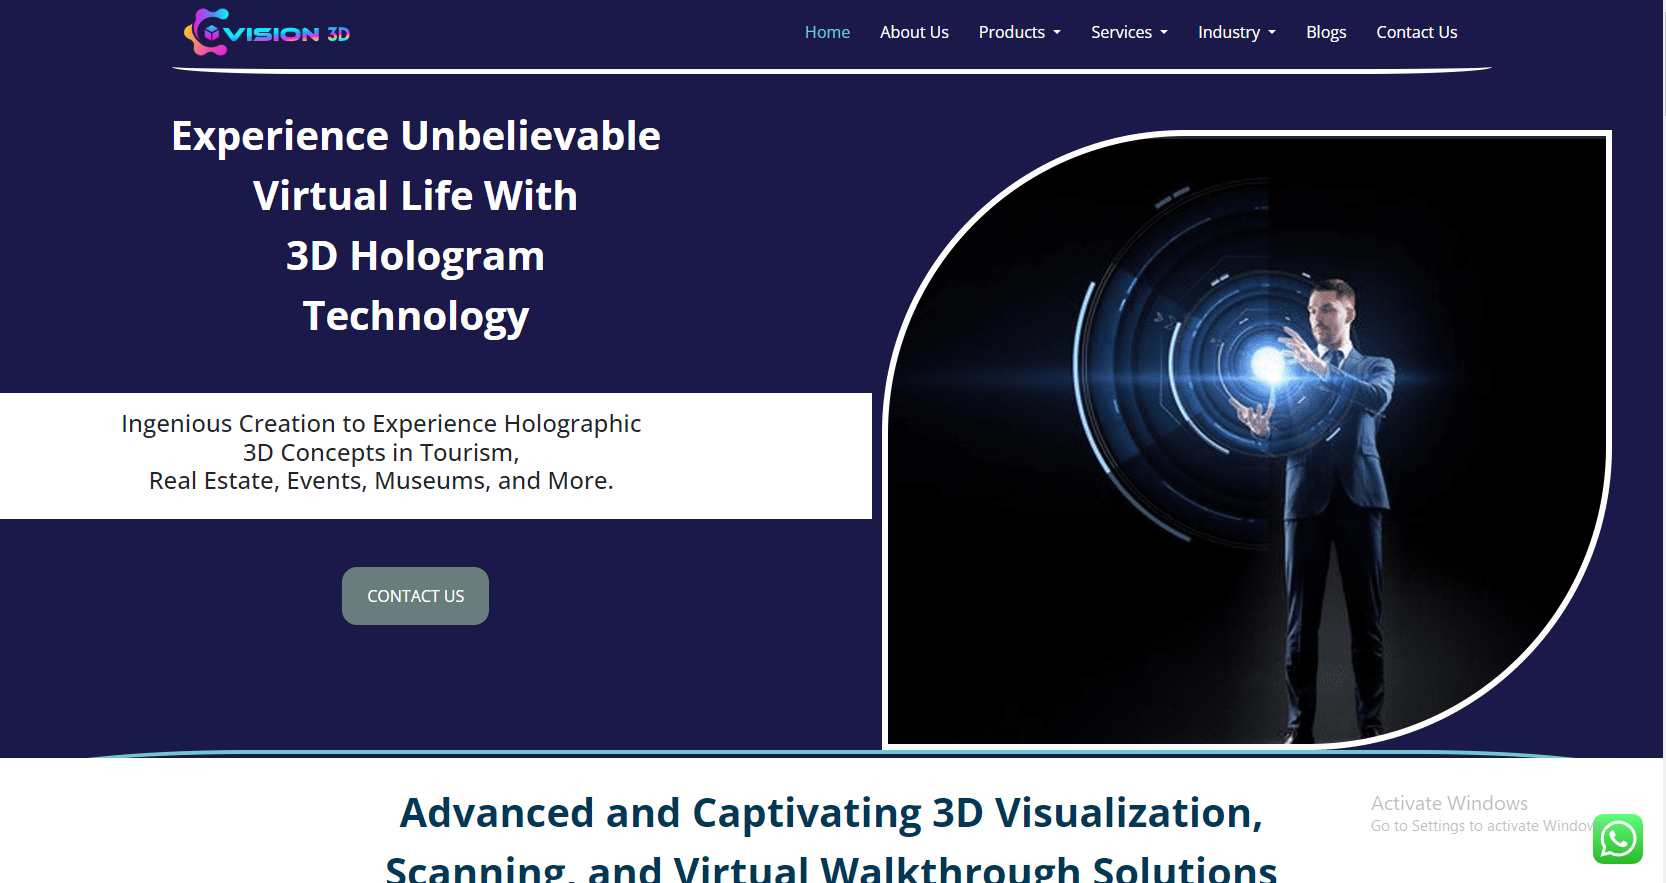 VISION 3D
Home About Us Products Services Industry Blogs Contact Us
Experience Unbelievable
Virtual Life With
3D Hologram
Technology
Ingenious Creation to Experience Holographic
3D Concepts in Tourism,
Real Estate, Events, Museums, and More.
CONTACT US
Advanced and Captivating 3D Visualization,
Scanning, and Virtual Walkthrough Solutions
Activate Windows
Go to Settings to activate Window